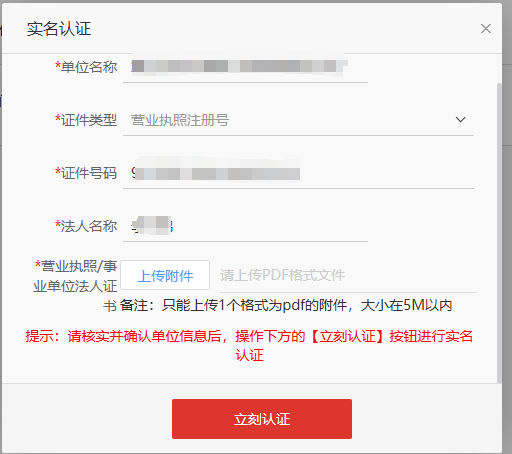 实名认证
*单位名称
*证件类型 营业执照注册号
*证件号码 9
*法人名称
*营业执照/事
业单位法人证
书
上传附件 请上传PDF格式文件
备注：只能上传1个格式为pdf的附件，大小在5M以内
提示：请核实并确认单位信息后，操作下方的【立刻认证】按钮进行实名
认证
立刻认证